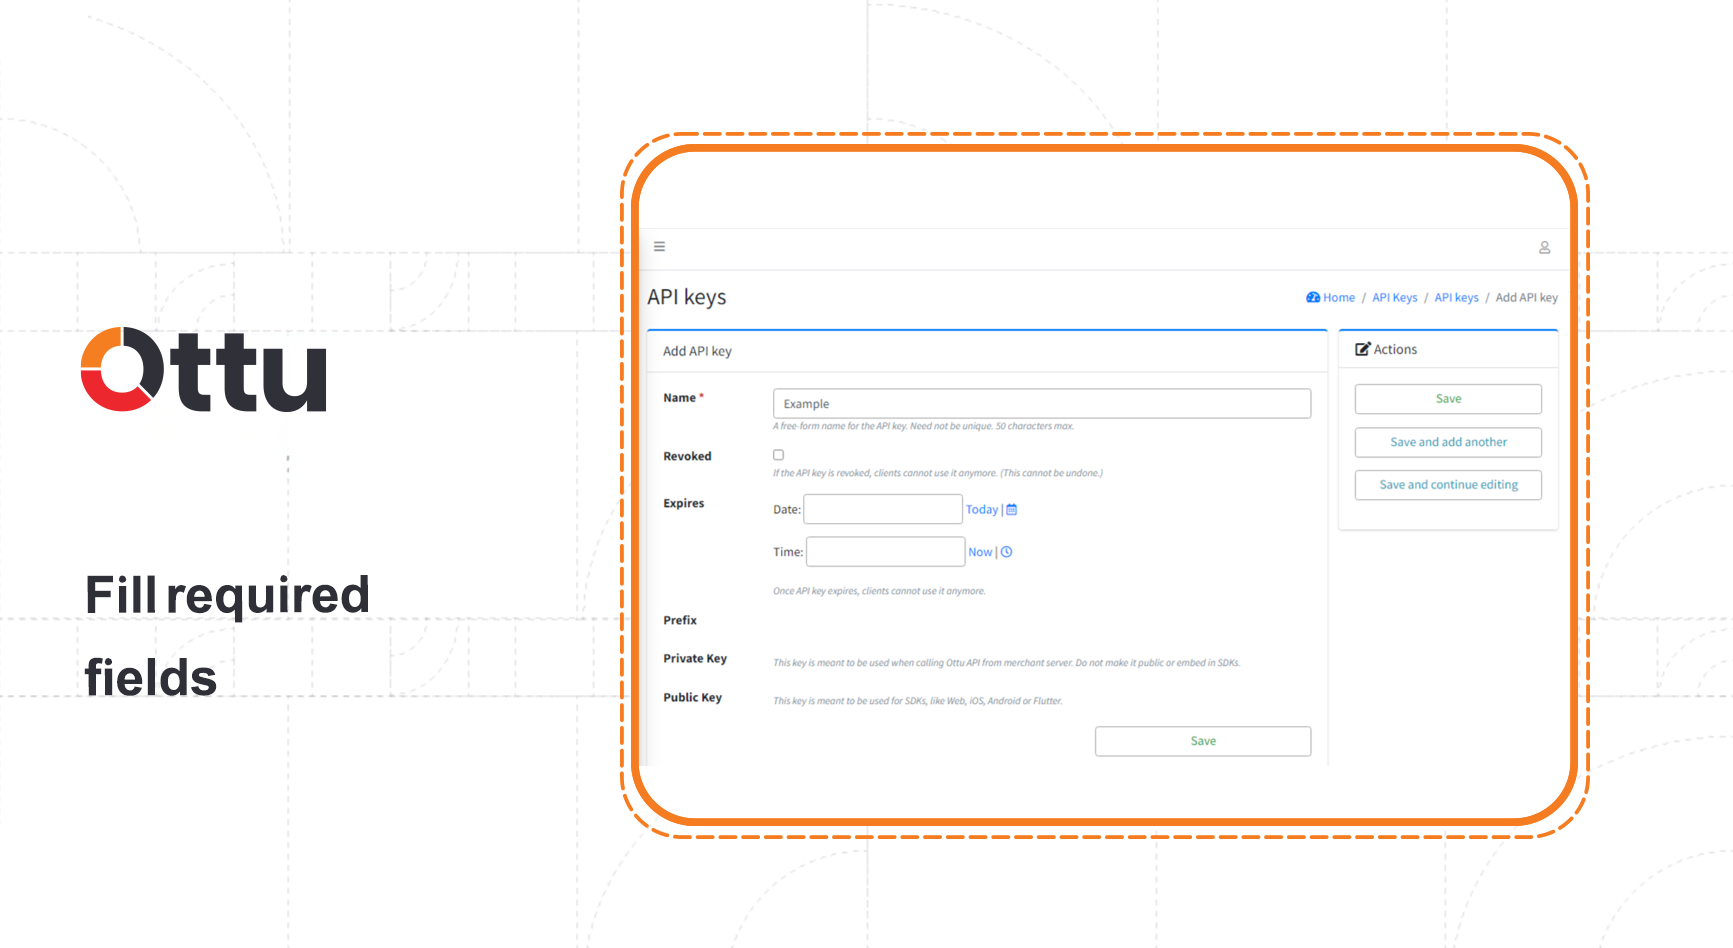 Ottu
Fill required
fields
API keys
Home / API Keys / API keys / Add API key
Add API key
Name *
Example
A free-form name for the API key. Need not be unique. 50 characters max.
Revoked
If the API key is revoked, clients cannot use it anymore. (This cannot be undone.)
Expires
Date: Today |
Time: Now |
Once API key expires, clients cannot use it anymore.
Prefix
Private Key
This key is meant to be used when calling Ottu API from merchant server. Do not make it public or embed in SDKs.
Public Key
This key is meant to be used for SDKs, like Web, iOS, Android or Flutter.
Save
Actions
Save
Save and add another
Save and continue editing